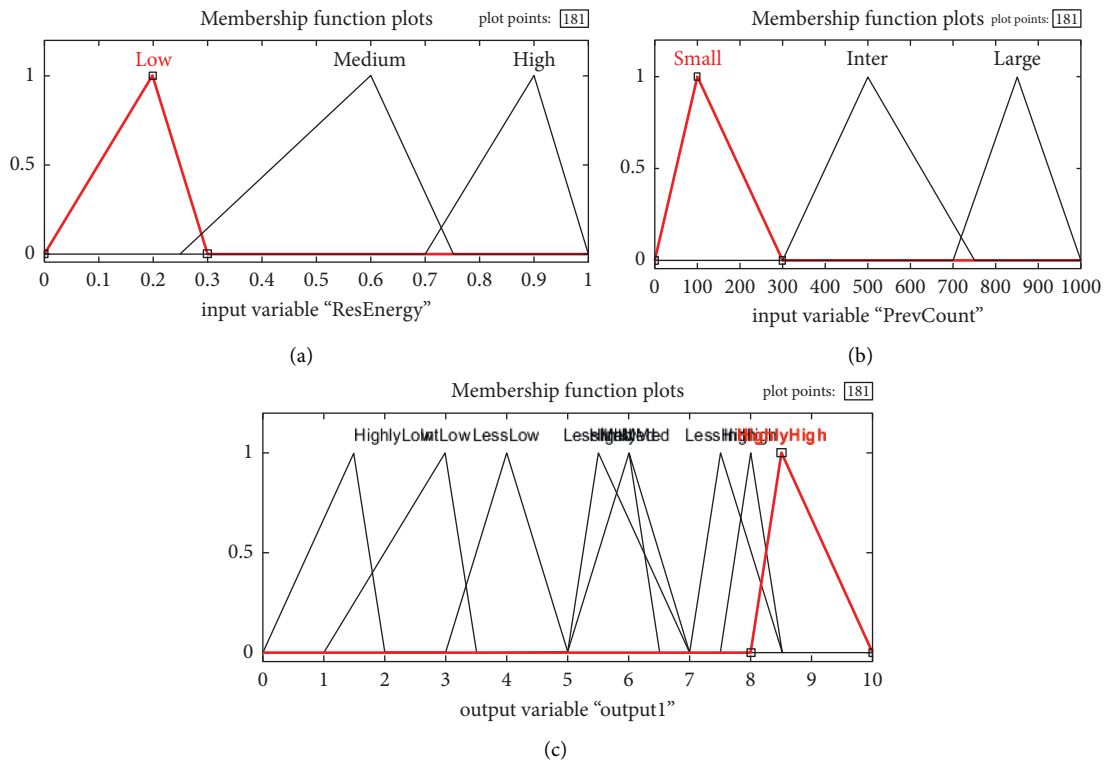 Membership function plots plot points: 181
Low Medium High
1
0.5
0
0 0.1 0.2 0.3 0.4 0.5 0.6 0.7 0.8 0.9 1
input variable “ResEnergy”
(a)
Membership function plots plot points: 181
Small Inter Large
1
0.5
0
0 100 200 300 400 500 600 700 800 900 1000
input variable “PrevCount”
(b)
Membership function plots plot points: 181
HighlyLow IntLow LessLow HighlyHigh
1
0.5
0
0 1 2 3 4 5 6 7 8 9 10
output variable “output1”
(c)